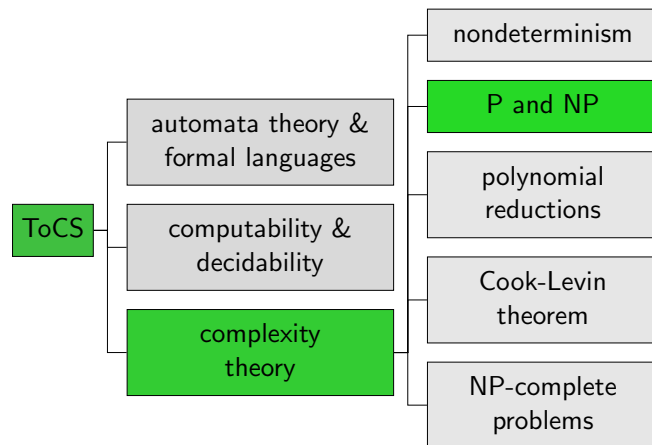 ToCS
automata theory &
formal languages
computability &
decidability
complexity
theory
nondeterminism
P and NP
polynomial
reductions
Cook-Levin
theorem
NP-complete
problems